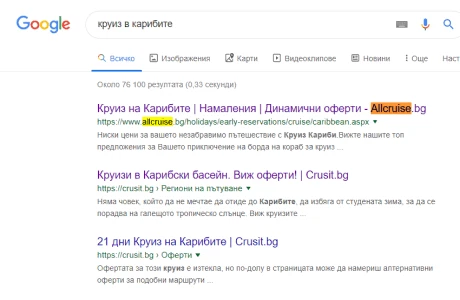 Google
круиз в карибите
Всичко Изображения Карти Видеоклипове Новини Още Наст
Около 76 100 резултата (0,33 секунди)
Круиз на Карибите | Намаления | Динамични оферти - Allcruise.bg
https://www.allcruise.bg/holidays/early-reservations/cruise/caribbean.aspx
Ниски цени за вашето незабравимо пътешествие с Круиз Кариби.Вижте нашите топ
предложения за Вашето приключение на борда на кораб за круиз ...
Круизи в Карибски басейн. Виж оферти! | Crusit.bg
https://crusit.bg › Региони на пътуване
Няма човек, който да не мечтае да отиде до Карибите, да избяга от студената зима, за да се
порадва на галещото тропическо слънце. Виж круизите ...
21 дни Круиз на Карибите | Crusit.bg
https://crusit.bg › Оферти
Офертата за този круиз е изтекла, но по-долу в страницата може да намериш алтернативни
оферти за подобни маршрути ...